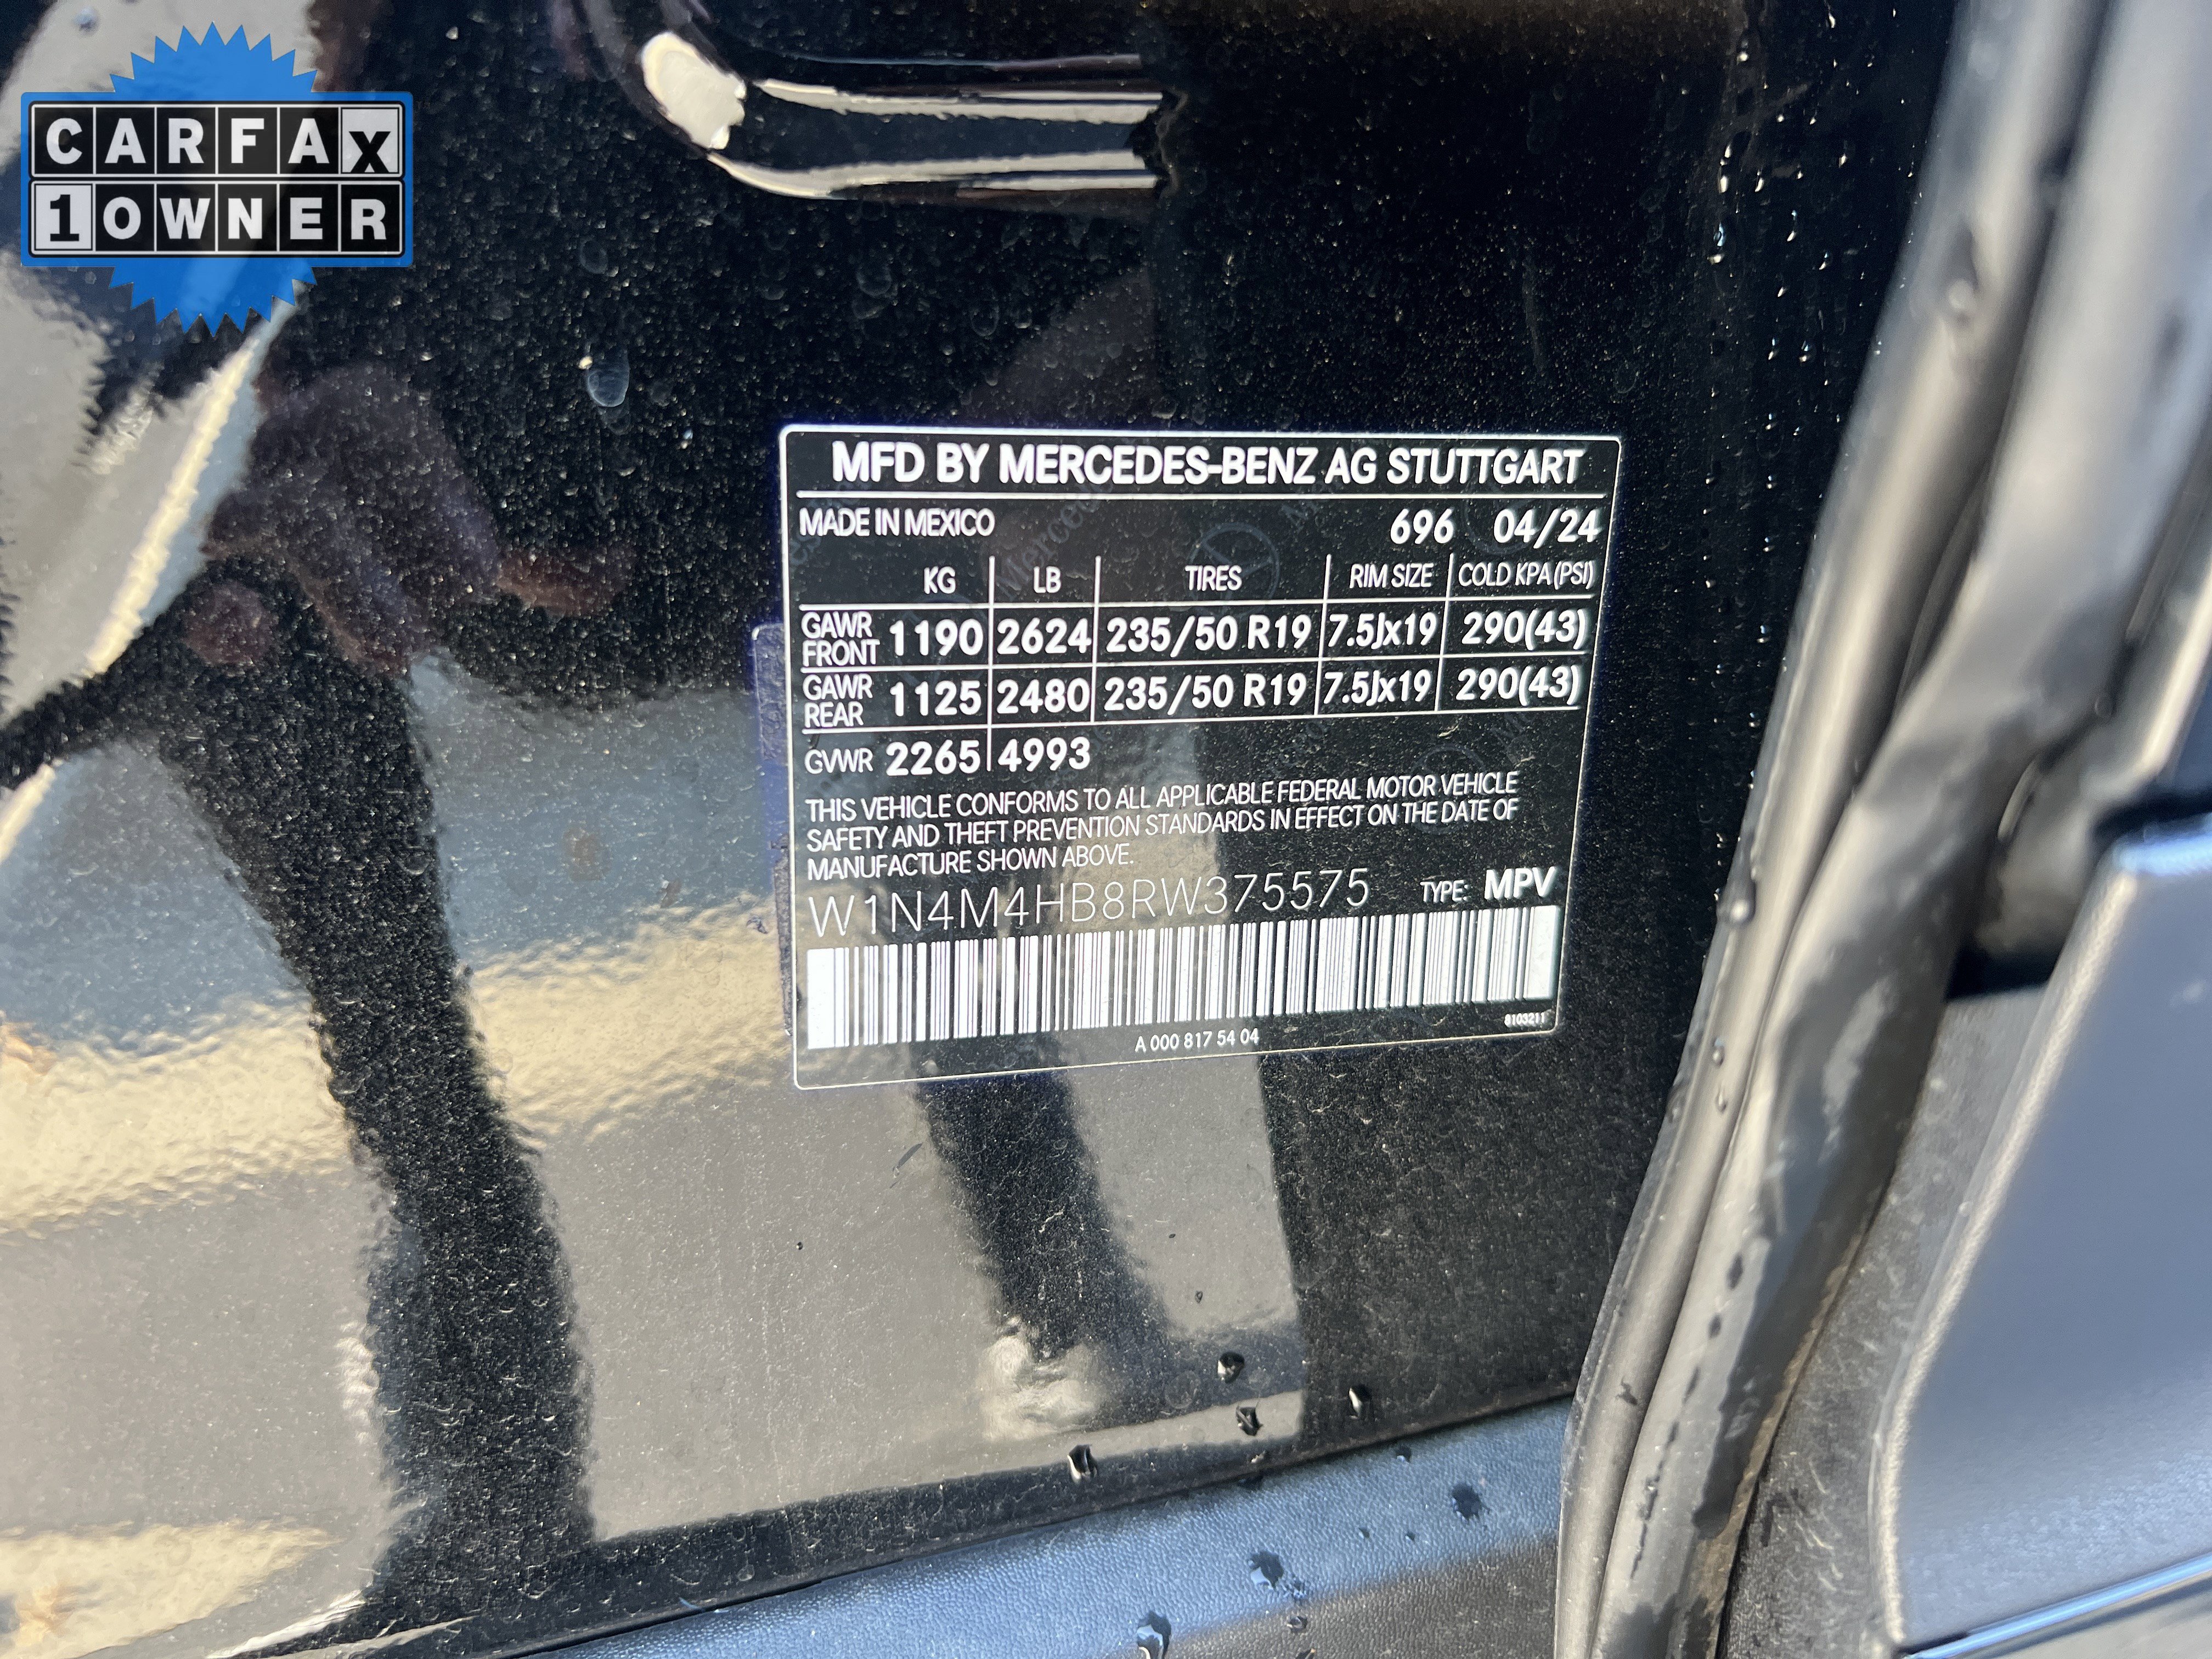 CARFAX
1OWNER
MFD BY MERCEDES-BENZ AG STUTTGART
MADE IN MEXICO 696 04/24
KG LB TIRES RIM SIZE COLD KPA (PSI)
GAWR FRONT 1190 2624 235/50 R19 7.5Jx19 290(43)
GAWR REAR 1125 2480 235/50 R19 7.5Jx19 290(43)
GVWR 2265 4993
THIS VEHICLE CONFORMS TO ALL APPLICABLE FEDERAL MOTOR VEHICLE
SAFETY AND THEFT PREVENTION STANDARDS IN EFFECT ON THE DATE OF
MANUFACTURE SHOWN ABOVE.
W1N4M4HB8RW375575 TYPE: MPV
A 000 817 54 04 8103211